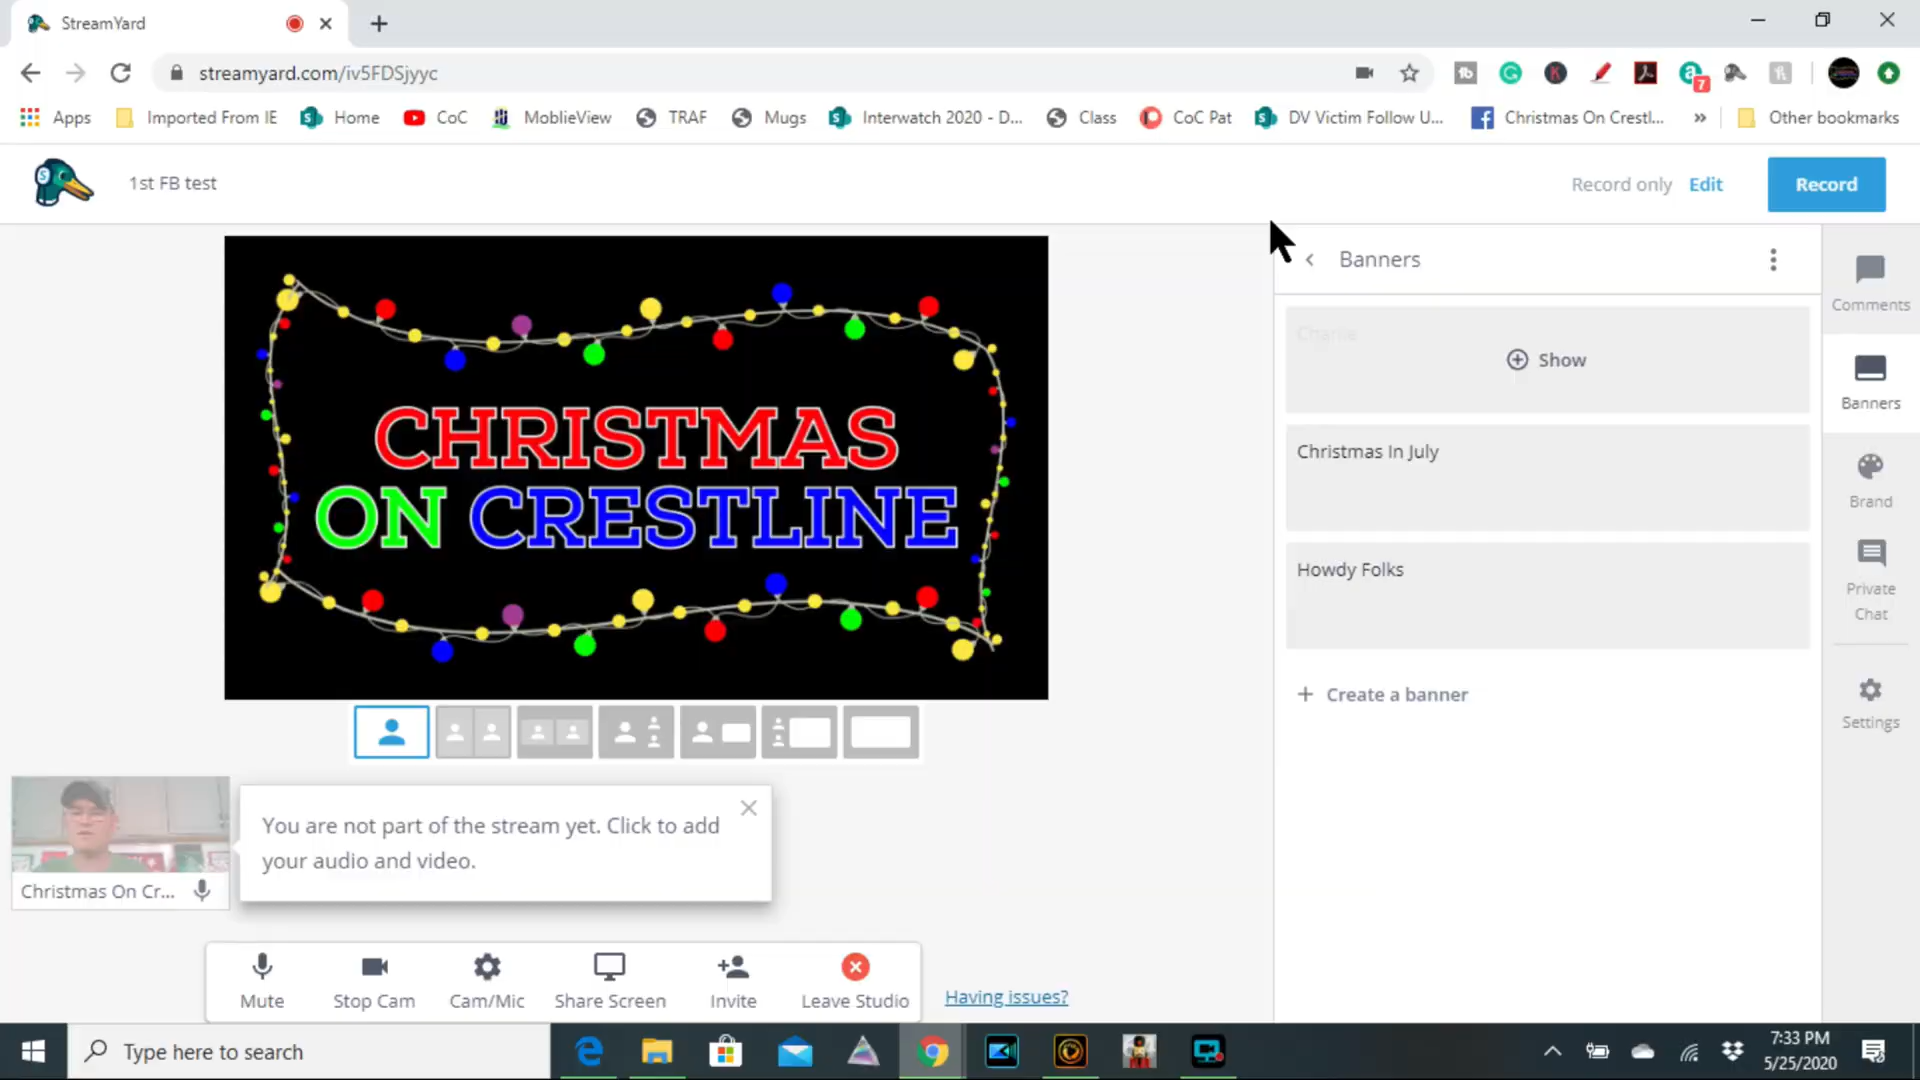 StreamYard
streamyard.com/iv5FDSjyyc
7
Apps
Imported From IE
Home
CoC
MoblieView
TRAF
Mugs
Interwatch 2020 - D...
Class
CoC Pat
DV Victim Follow U...
Christmas On Crestl...
»
Other bookmarks
1st FB test
Record only
Edit
Record
CHRISTMAS
ON CRESTLINE
Banners
Charlie
Show
Christmas In July
Howdy Folks
+ Create a banner
Comments
Banners
Brand
Private
Chat
Settings
You are not part of the stream yet. Click to add
your audio and video.
Christmas On Cr...
Mute
Stop Cam
Cam/Mic
Share Screen
Invite
Leave Studio
Having issues?
Type here to search
7:33 PM
5/25/2020